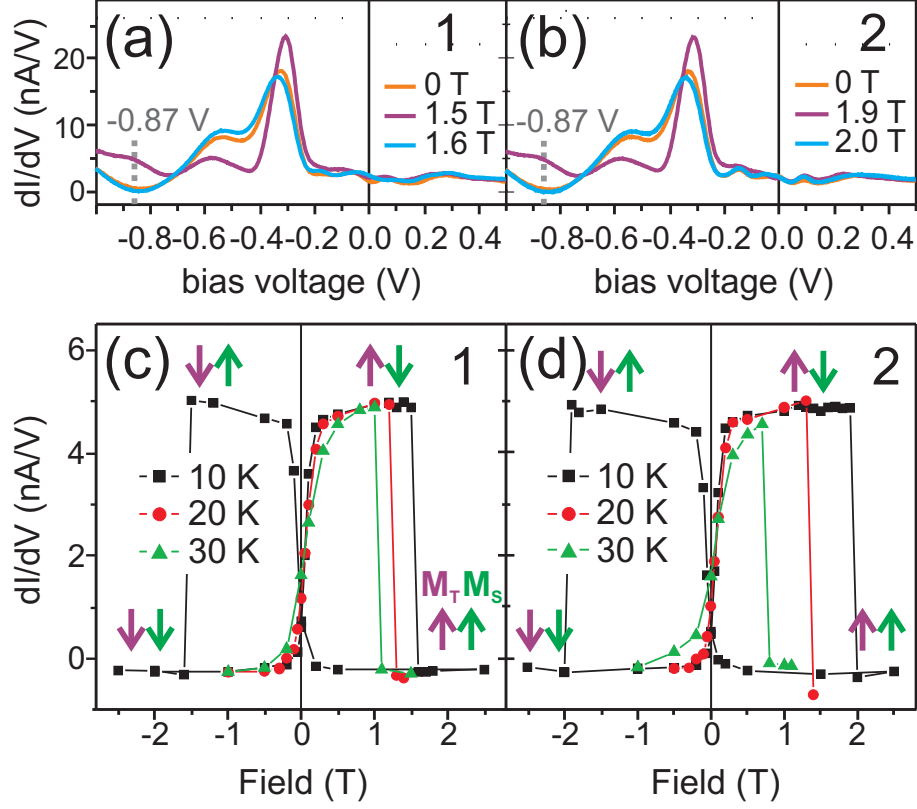 (a) 1
0 T
1.5 T
1.6 T
-0.87 V
dI/dV (nA/V)
20
10
0
-0.8 -0.6 -0.4 -0.2 0.0 0.2 0.4
bias voltage (V)
(b) 2
0 T
1.9 T
2.0 T
-0.87 V
-0.8 -0.6 -0.4 -0.2 0.0 0.2 0.4
bias voltage (V)
(c) 1
10 K
20 K
30 K
MT MS
dI/dV (nA/V)
6
4
2
0
-2 -1 0 1 2
Field (T)
(d) 2
10 K
20 K
30 K
-2 -1 0 1 2
Field (T)